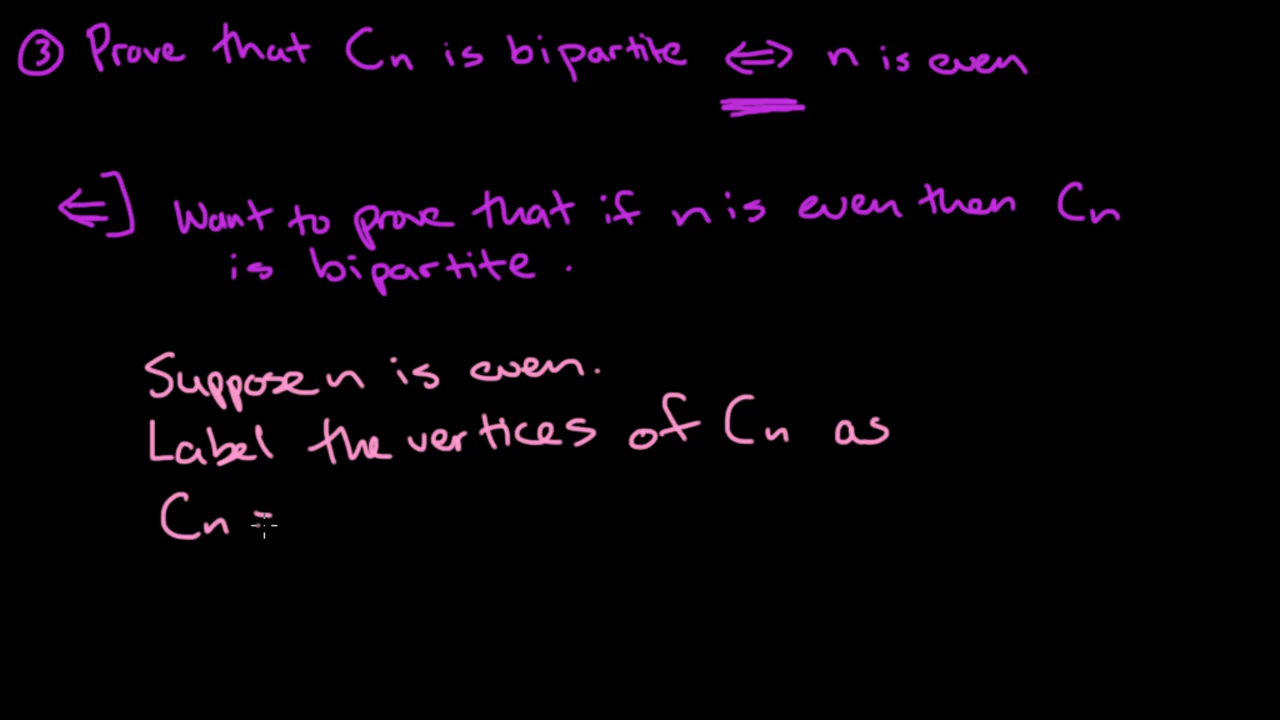 ③ Prove that Cn is bipartite ⇔ n is even
⇐] Want to prove that if n is even then Cn
is bipartite.
Suppose n is even.
Label the vertices of Cn as
Cn =